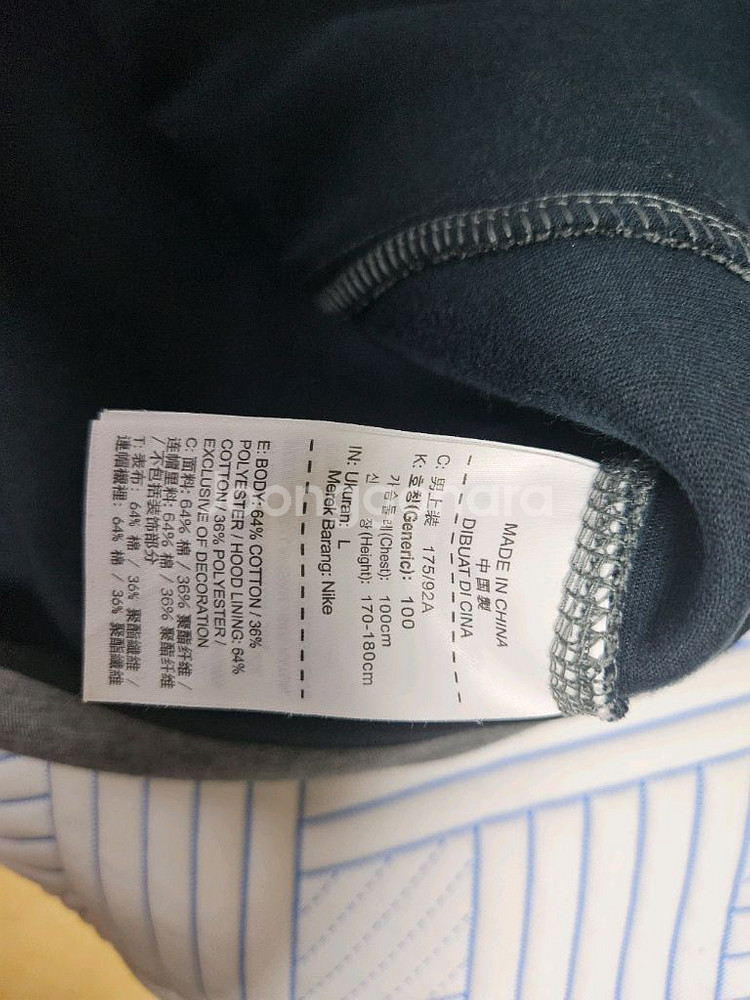 MADE IN CHINA
中国製
DIBUAT DI CINA
C: 男上装 175/92A
K: 호칭(Generic): 100
가슴둘레(Chest): 100cm
신 장(Height): 170-180cm
IN: Ukuran: L
Merek Barang: Nike
E: BODY: 64% COTTON / 36%
POLYESTER / HOOD LINING: 64%
COTTON / 36% POLYESTER /
EXCLUSIVE OF DECORATION
C: 面料: 64% 棉 / 36% 聚酯纤维 /
连帽里料: 64% 棉 / 36% 聚酯纤维
/ 不包括装饰部分
T: 表布: 64% 棉 / 36% 聚酯纖維 /
連帽襯裡: 64% 棉 / 36% 聚酯纖維